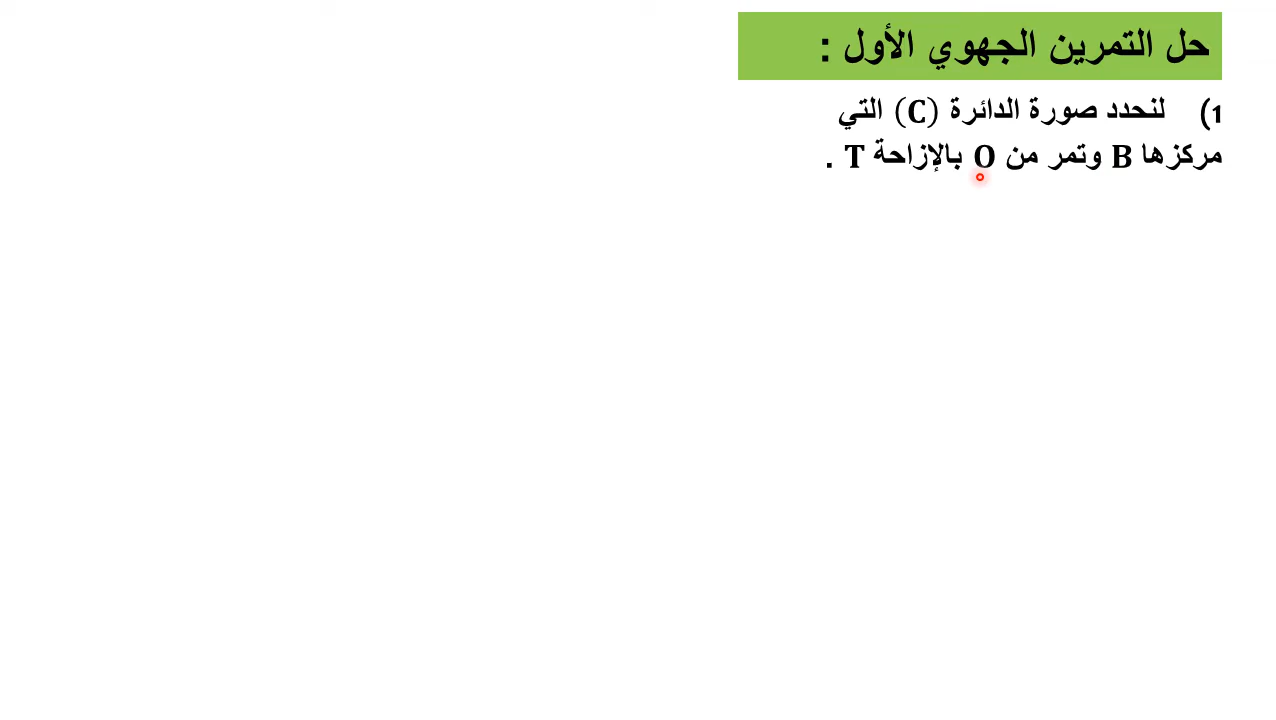 حل التمرين الجهوي الأول :
1) لنحدد صورة الدائرة (C) التي
مركزها B وتمر من O بالإزاحة T .